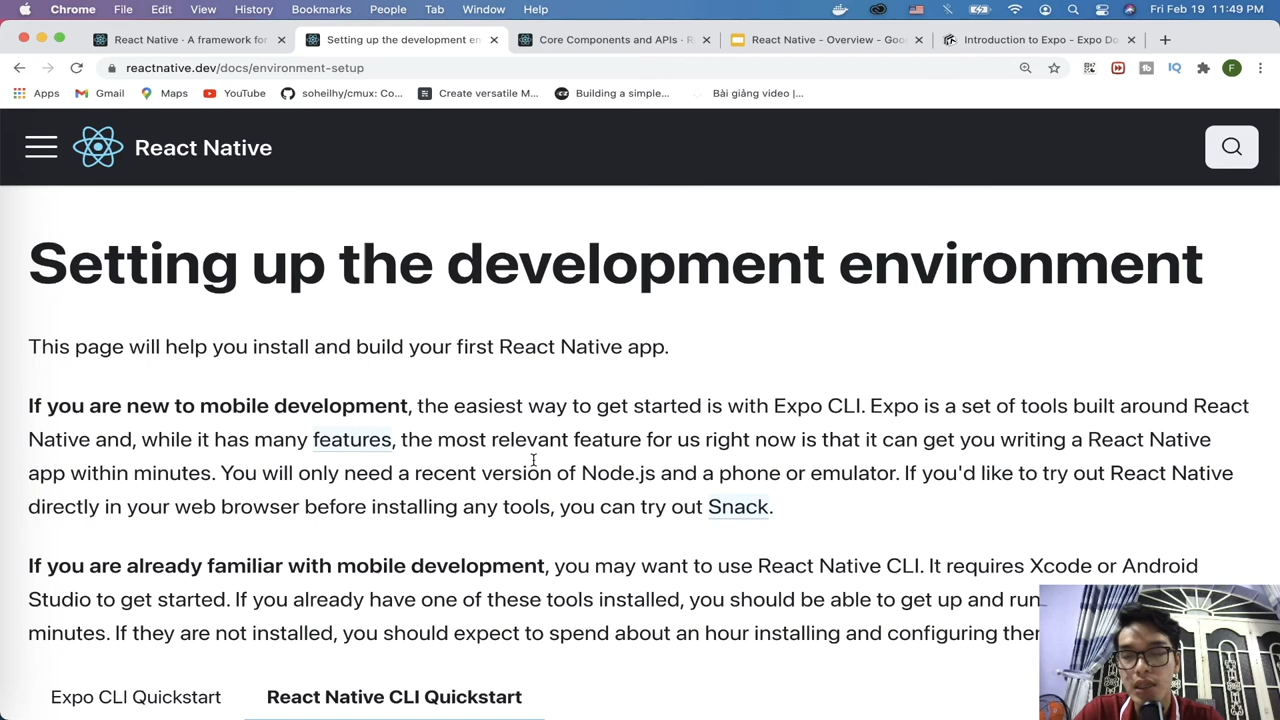 Chrome File Edit View History Bookmarks People Tab Window Help Fri Feb 19 11:49 PM
React Native · A framework for
Setting up the development en
Core Components and APIs · R
React Native - Overview - Goo
Introduction to Expo - Expo Do
reactnative.dev/docs/environment-setup
Apps Gmail Maps YouTube soheilhy/cmux: Co... Create versatile M... Building a simple... Bài giảng video |...
React Native
Setting up the development environment
This page will help you install and build your first React Native app.
If you are new to mobile development, the easiest way to get started is with Expo CLI. Expo is a set of tools built around React
Native and, while it has many features, the most relevant feature for us right now is that it can get you writing a React Native
app within minutes. You will only need a recent version of Node.js and a phone or emulator. If you'd like to try out React Native
directly in your web browser before installing any tools, you can try out Snack.
If you are already familiar with mobile development, you may want to use React Native CLI. It requires Xcode or Android
Studio to get started. If you already have one of these tools installed, you should be able to get up and run
minutes. If they are not installed, you should expect to spend about an hour installing and configuring
Expo CLI Quickstart React Native CLI Quickstart